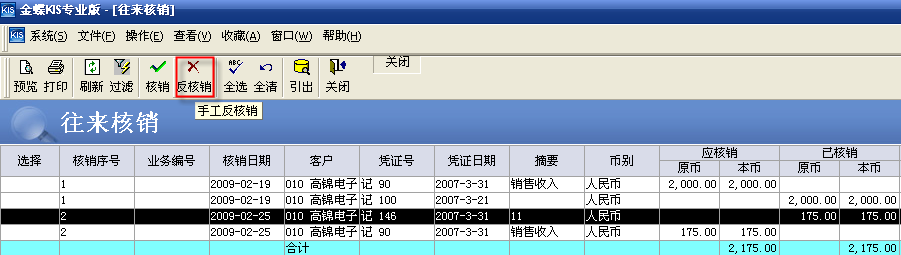 KIS 金蝶KIS专业版 - [往来核销]
KIS 系统(S) 文件(F) 操作(E) 查看(V) 收藏(A) 窗口(W) 帮助(H)
关闭
ABC
预览 打印 刷新 过滤 核销 反核销 全选 全清 引出 关闭
手工反核销
往来核销
选择 核销序号 业务编号 核销日期 客户 凭证号 凭证日期 摘要 币别 应核销 已核销
原币 本币 原币 本币
1 2009-02-19 010 高锦电子 记 90 2007-3-31 销售收入 人民币 2,000.00 2,000.00
1 2009-02-19 010 高锦电子 记 100 2007-3-21 人民币 2,000.00 2,000.00
2 2009-02-25 010 高锦电子 记 146 2007-3-31 11 人民币 175.00 175.00
2 2009-02-25 010 高锦电子 记 90 2007-3-31 销售收入 人民币 175.00 175.00
合计 2,175.00 2,175.00